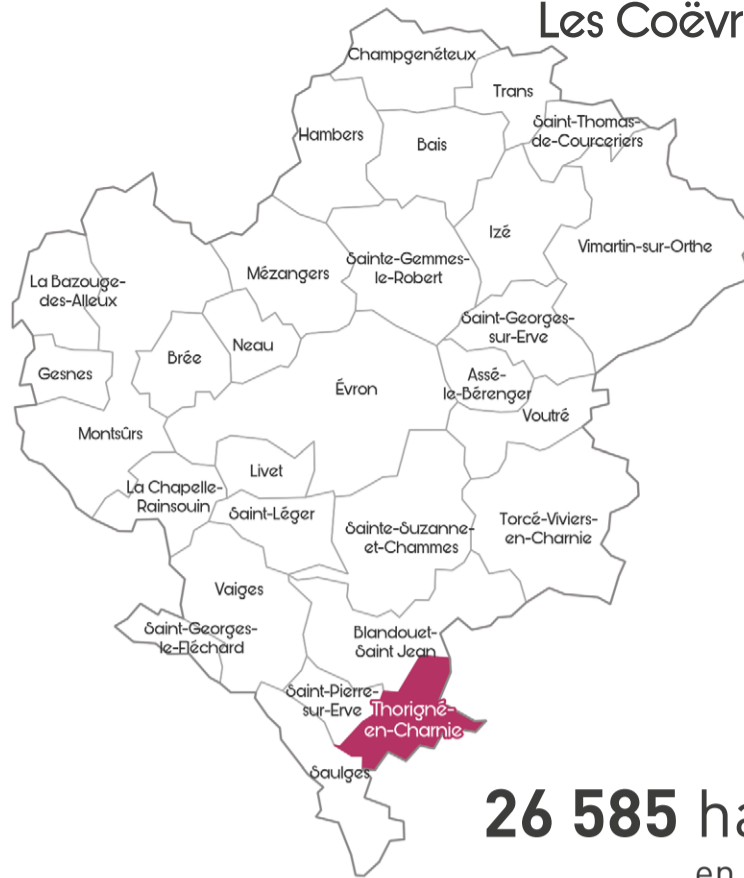 Les Coëvr
Champgenéteux
Trans
Saint-Thomas-
de-Courceriers
Hambers
Bais
Izé
Vimartin-sur-Orthe
Mézangers
Sainte-Gemmes-
le-Robert
La Bazouge-
des-Alleux
Saint-Georges-
sur-Erve
Neau
Brée
Gesnes
Évron
Assé-
le-Bérenger
Voutré
Montsûrs
Livet
La Chapelle-
Rainsouin
Saint-Léger
Sainte-Suzanne-
et-Chammes
Torcé-Viviers-
en-Charnie
Vaiges
Saint-Georges-
le-Fléchard
Blandouet-
Saint Jean
Saint-Pierre-
sur-Erve
Thorigné-
en-Charnie
Saulges
26 585 ha
en